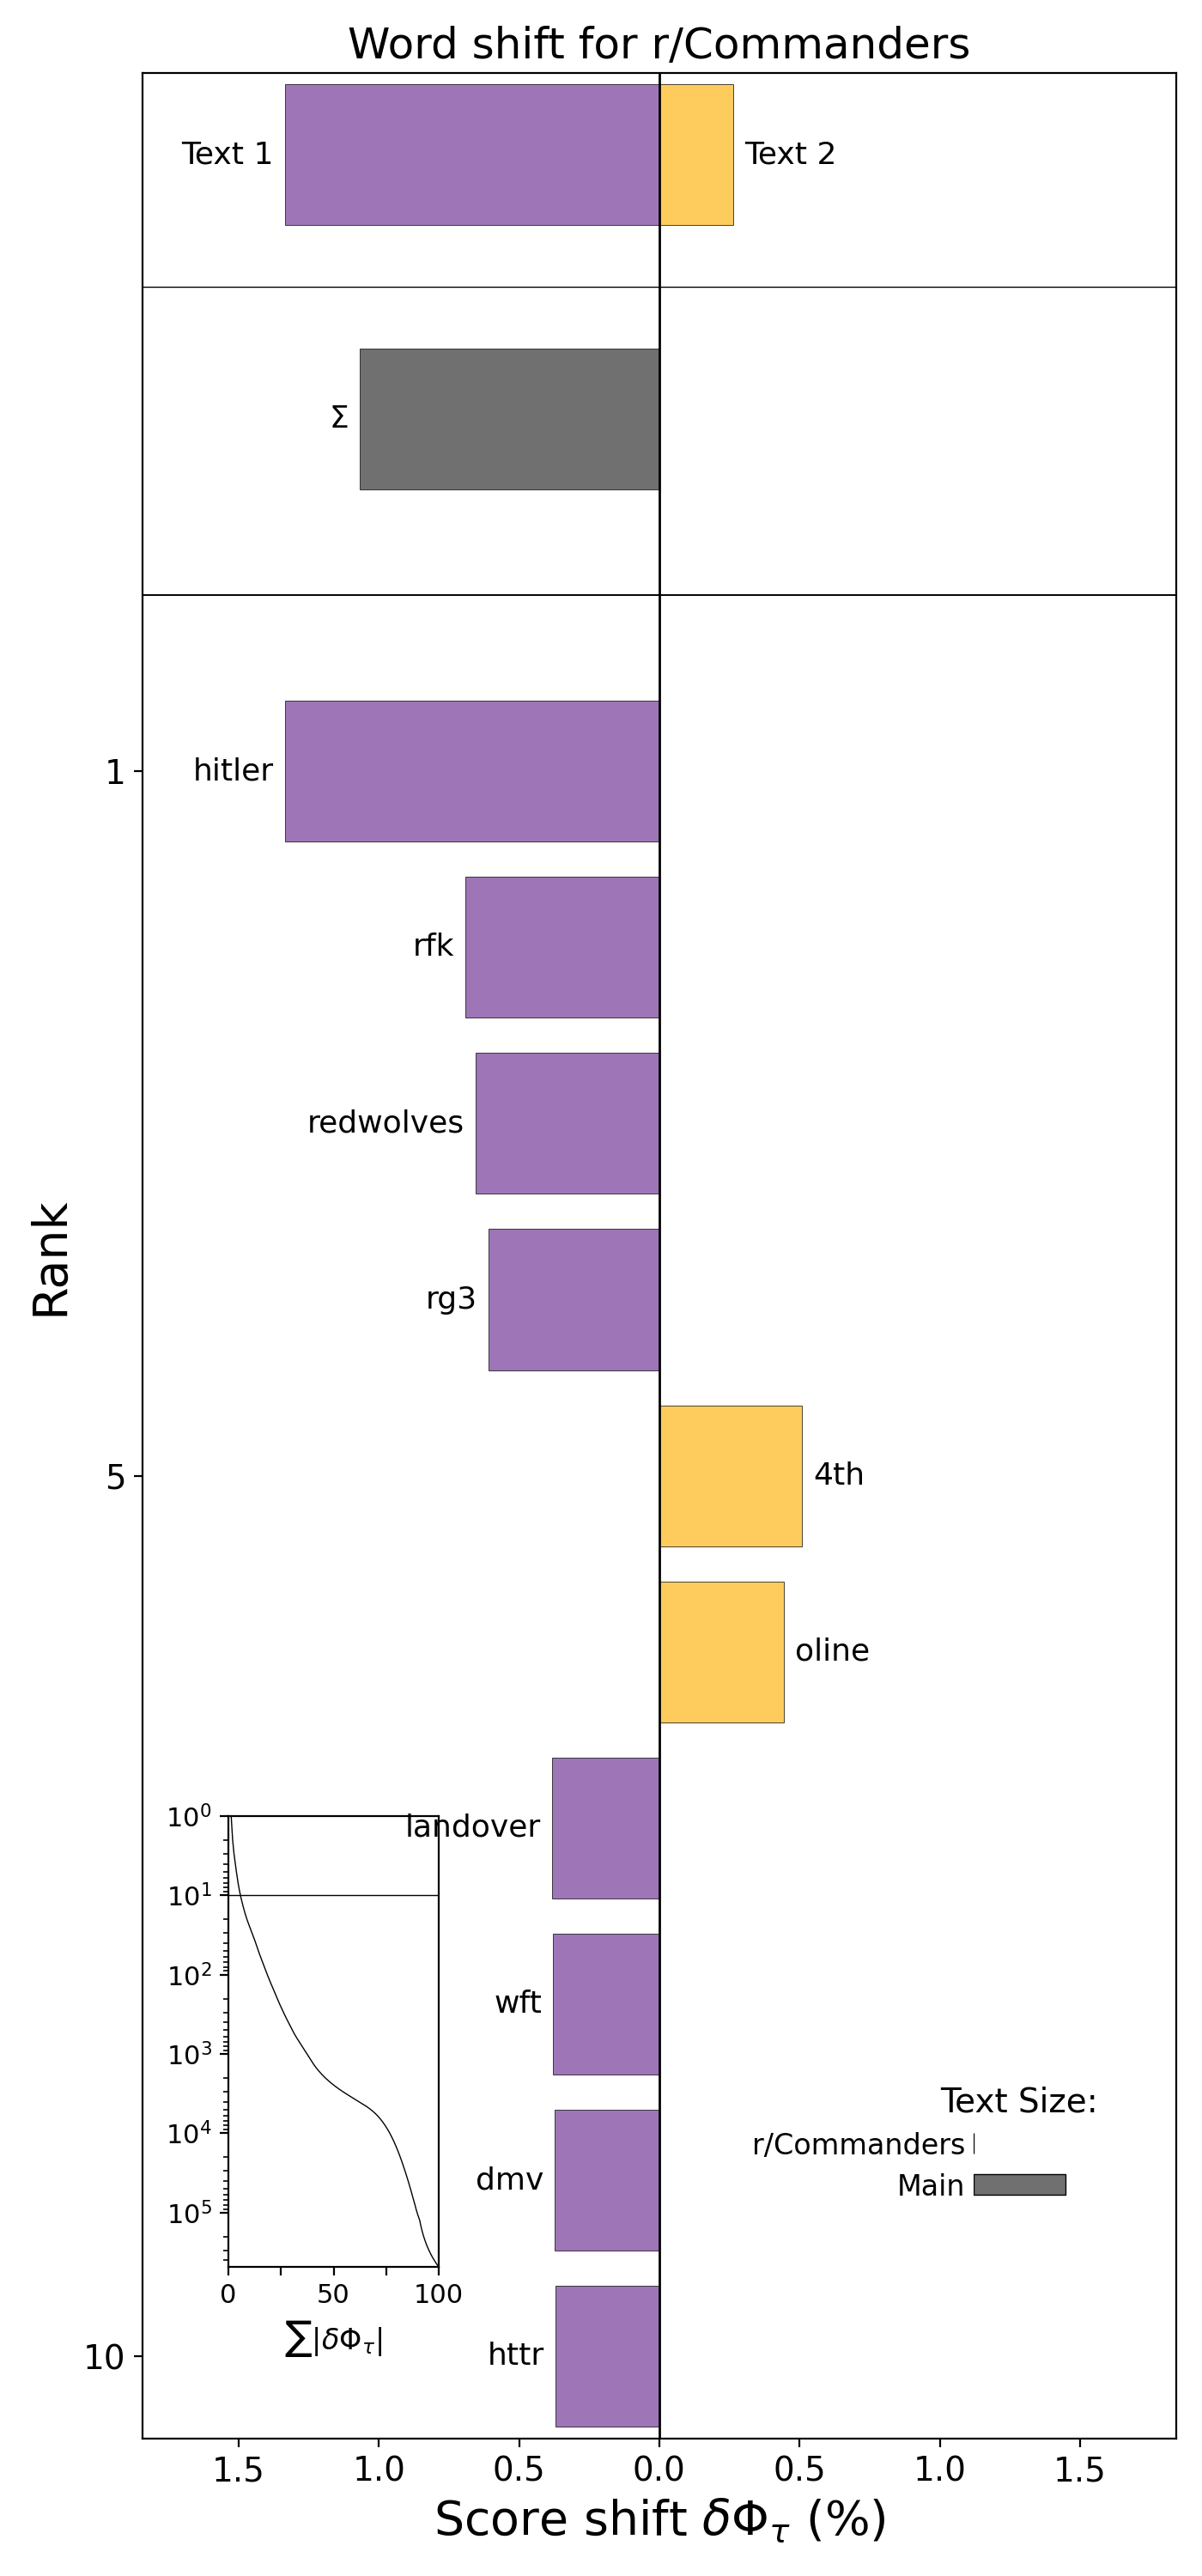 Word shift for r/Commanders
Text 1
Text 2
Σ
1
hitler
rfk
redwolves
rg3
5
4th
oline
landover
wft
dmv
10
httr
Rank
10⁰
10¹
10²
10³
10⁴
10⁵
0 50 100
∑|δΦτ|
Text Size:
r/Commanders
Main
1.5 1.0 0.5 0.0 0.5 1.0 1.5
Score shift δΦτ (%)